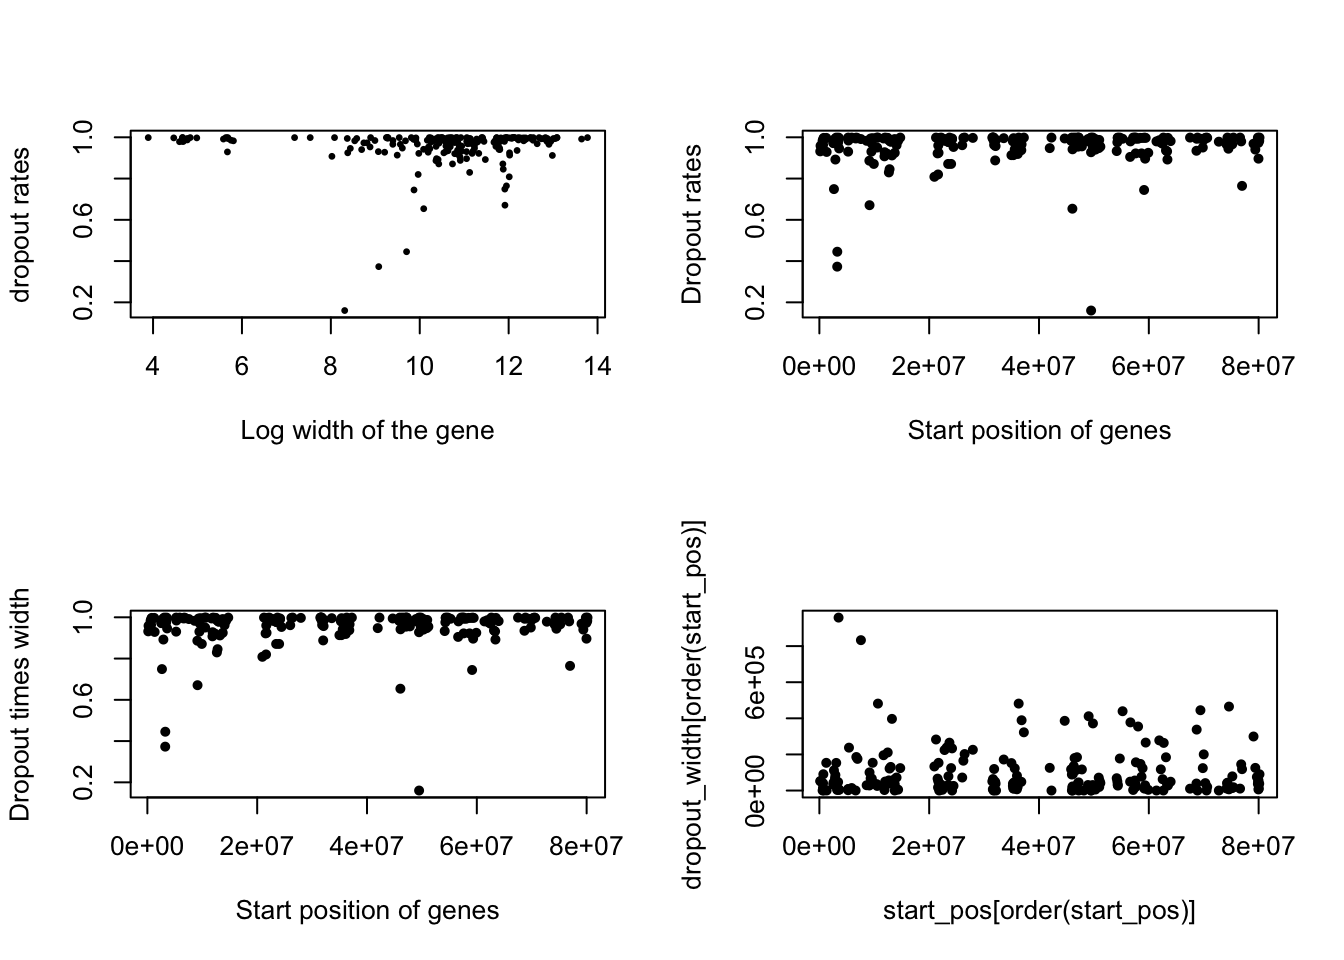 dropout rates
1.0
0.6
0.2
4 6 8 10 12 14
Log width of the gene
Dropout rates
1.0
0.6
0.2
0e+00 2e+07 4e+07 6e+07 8e+07
Start position of genes
Dropout times width
1.0
0.6
0.2
0e+00 2e+07 4e+07 6e+07 8e+07
Start position of genes
dropout_width[order(start_pos)]
6e+05
0e+00
0e+00 2e+07 4e+07 6e+07 8e+07
start_pos[order(start_pos)]